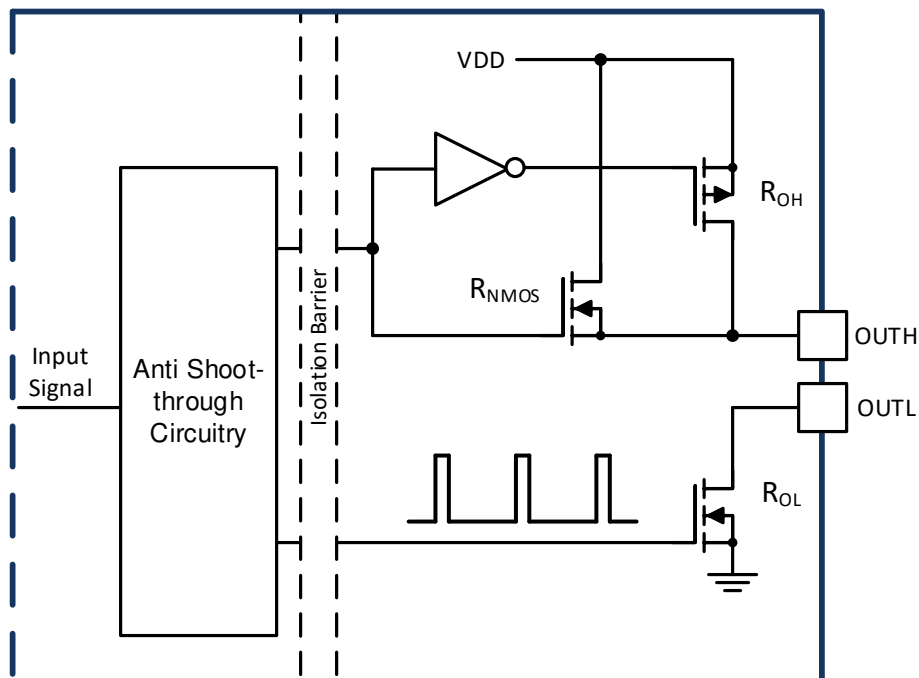 VDD
R_OH
R_NMOS
Isolation Barrier
OUTH
Input
Signal
Anti Shoot-
through
Circuitry
OUTL
R_OL